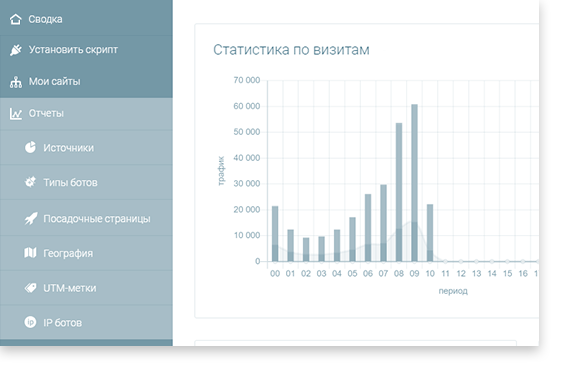 Сводка
Установить скрипт
Мои сайты
Отчеты
Источники
Типы ботов
Посадочные страницы
География
UTM-метки
ip IP ботов
Статистика по визитам
70 000
60 000
50 000
40 000
30 000
20 000
10 000
0
трафик
00 01 02 03 04 05 06 07 08 09 10 11 12 13 14 15 16
период